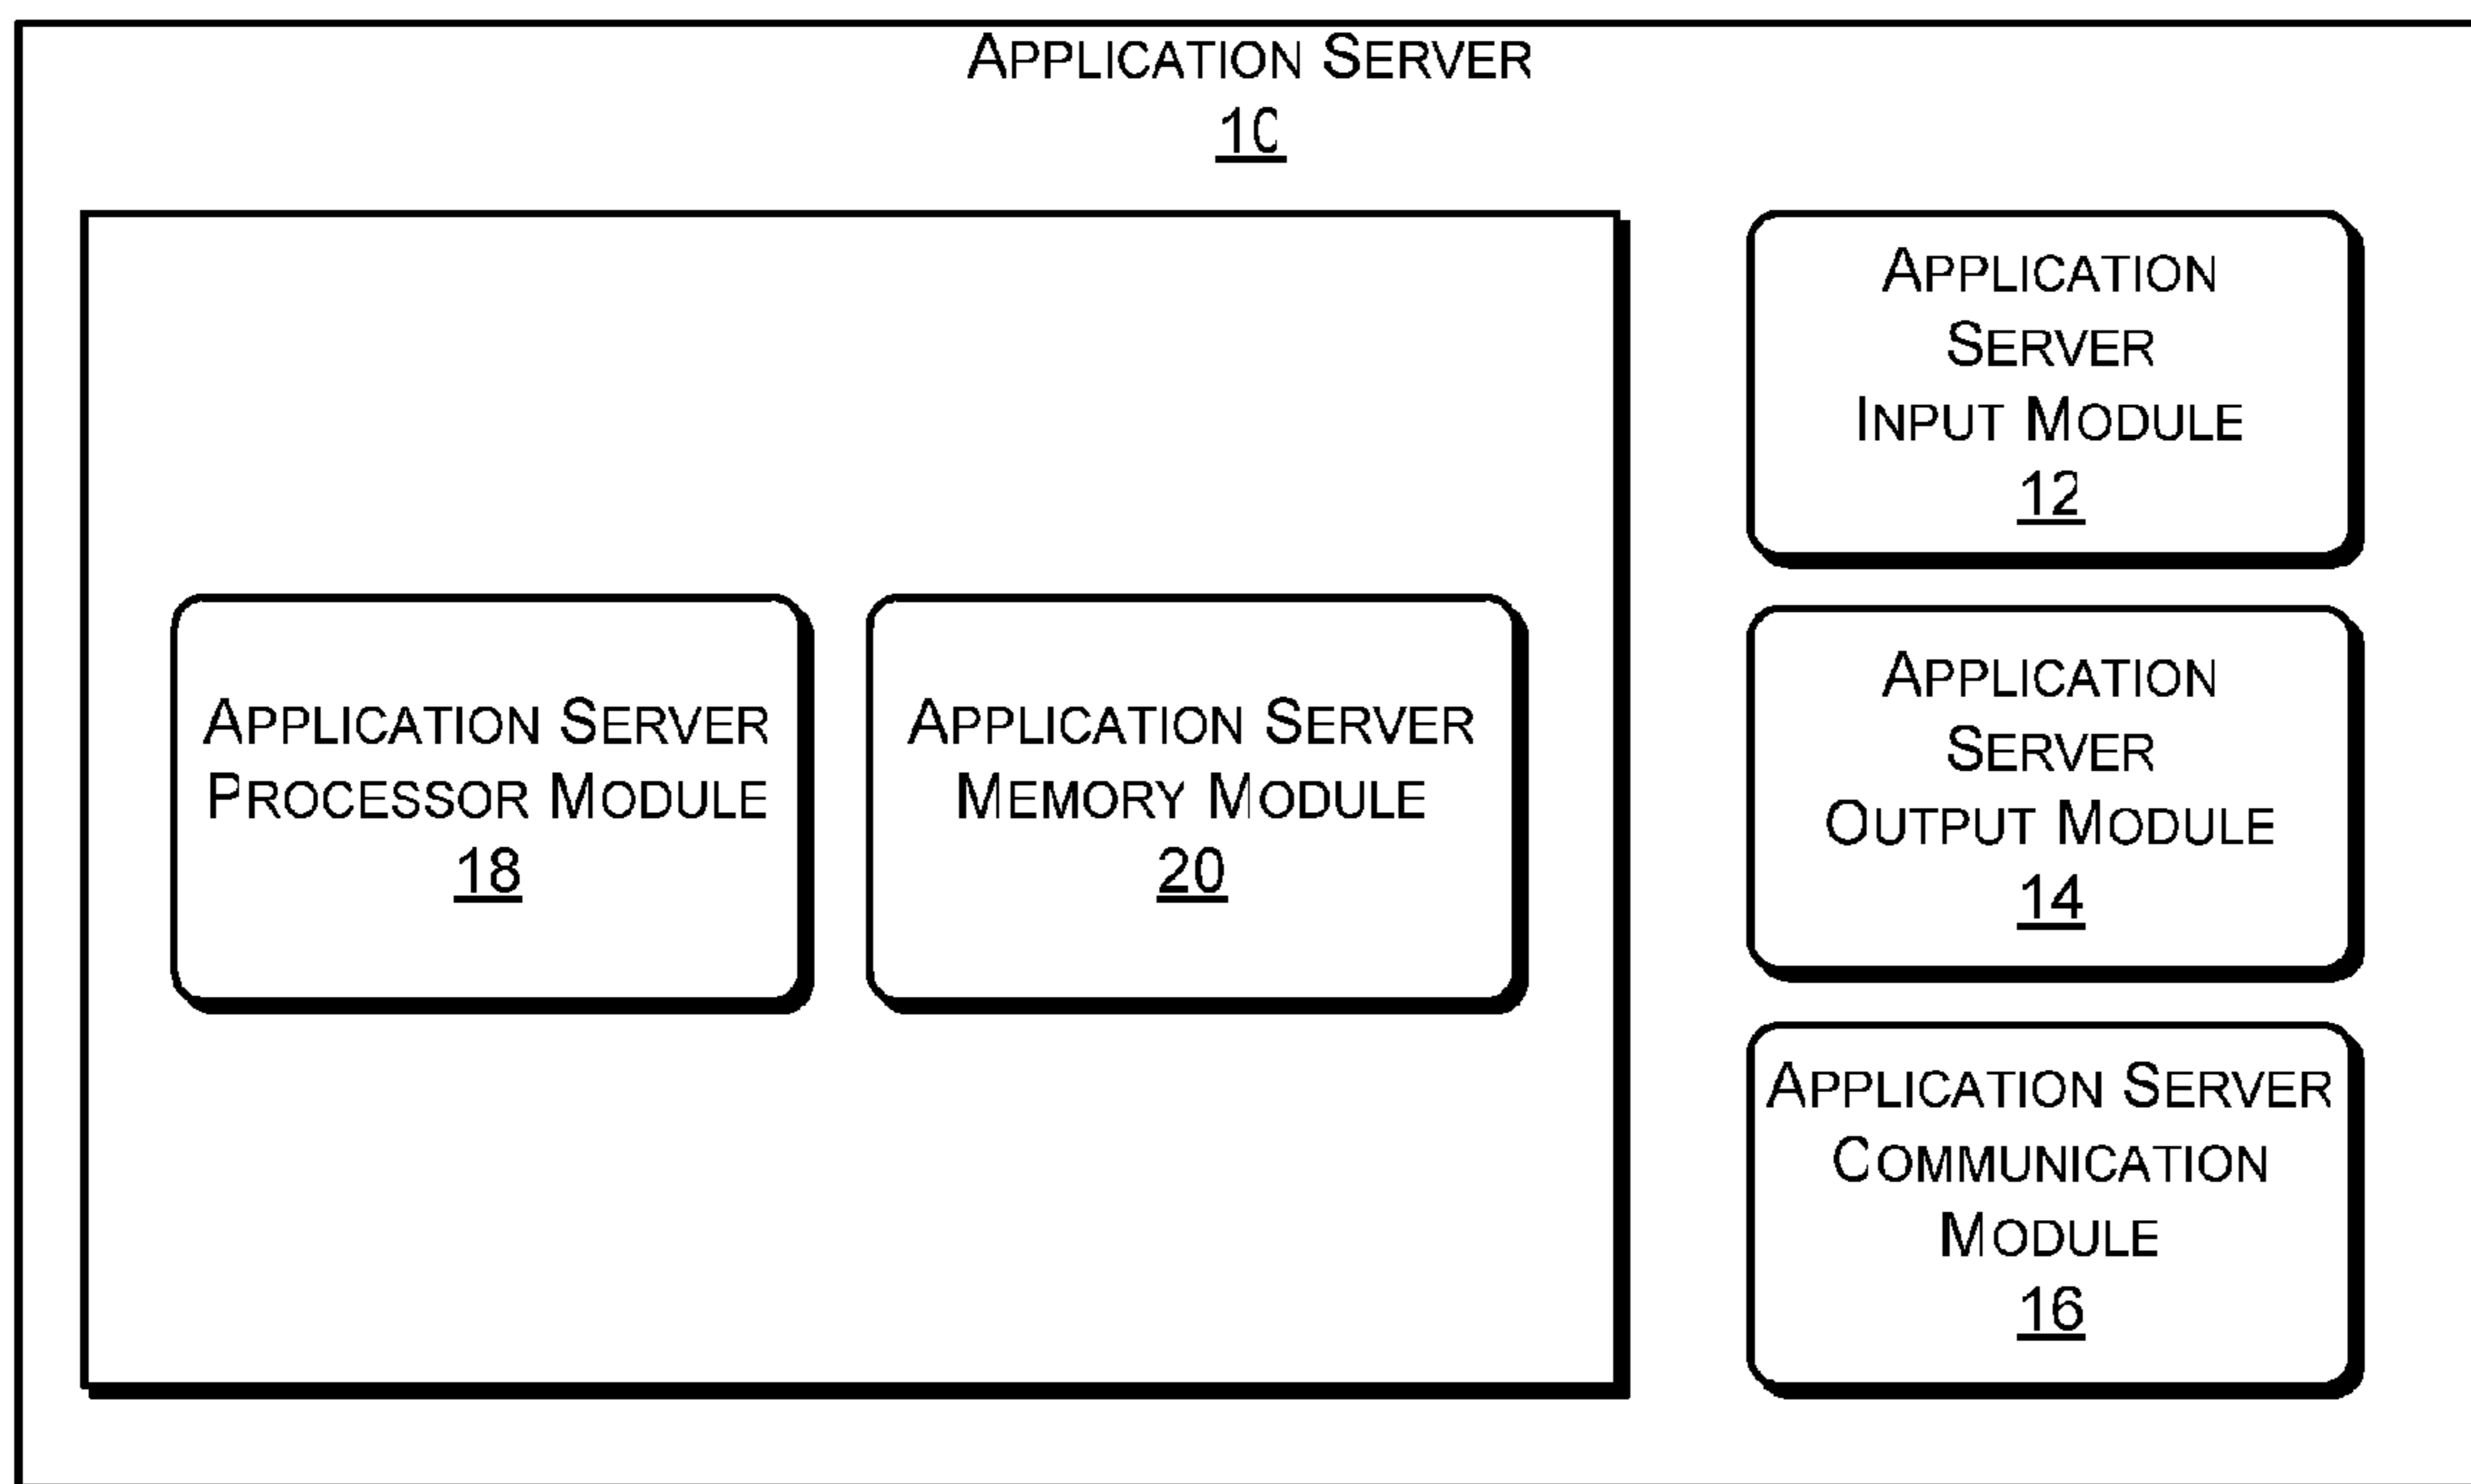 APPLICATION SERVER
10
APPLICATION
SERVER
INPUT MODULE
12
APPLICATION SERVER
PROCESSOR MODULE
18
APPLICATION SERVER
MEMORY MODULE
20
APPLICATION
SERVER
OUTPUT MODULE
14
APPLICATION SERVER
COMMUNICATION
MODULE
16